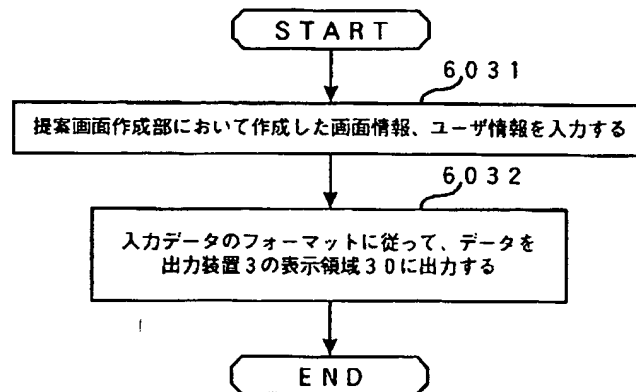 START
6031
提案画面作成部において作成した画面情報、ユーザ情報を入力する
6032
入力データのフォーマットに従って、データを
出力装置3の表示領域30に出力する
END